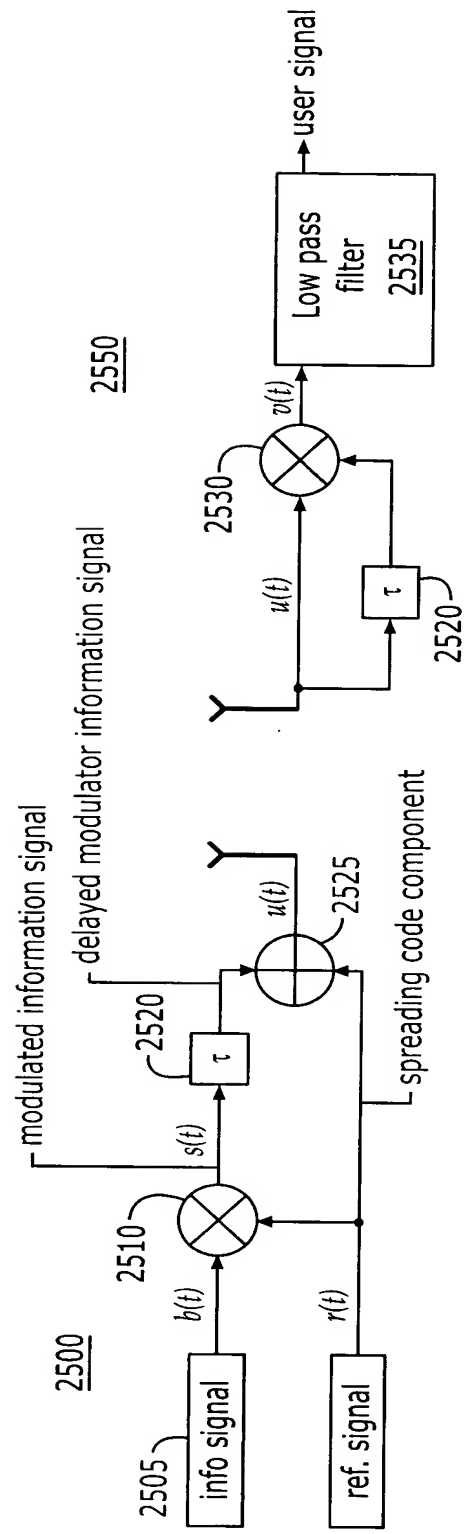 2500
2505
info signal
b(t)
2510
modulated information signal
s(t)
2520
τ
delayed modulator information signal
u(t)
2525
ref. signal
r(t)
spreading code component
2550
u(t)
τ
2520
2530
v(t)
Low pass
filter
2535
user signal